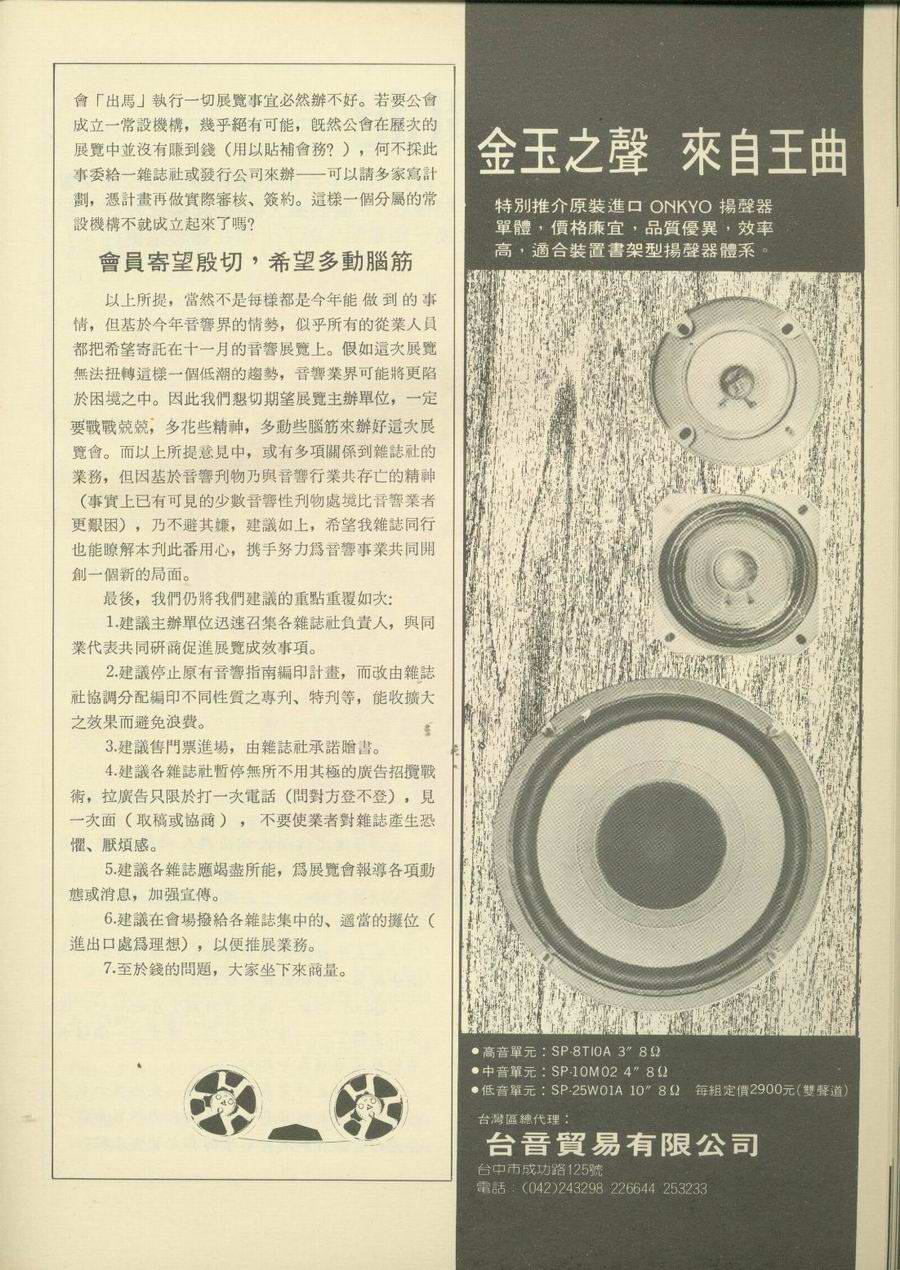 會「出馬」執行一切展覽事宜必然辦不好。若要公會
成立一常設機構，幾乎絕有可能，旣然公會在歷次的
展覽中並沒有賺到錢（用以貼補會務？），何不採此
事委給一雜誌社或發行公司來辦——可以請多家寫計
劃，憑計畫再做實際審核、簽約。這樣一個分屬的常
設機構不就成立起來了嗎？
會員寄望殷切，希望多動腦筋
以上所提，當然不是每樣都是今年能做到的事
情，但基於今年音響界的情勢，似乎所有的從業人員
都把希望寄託在十一月的音響展覽上。假如這次展覽
無法扭轉這樣一個低潮的趨勢，音響業界可能將更陷
於困境之中。因此我們懇切期望展覽主辦單位，一定
要戰戰兢兢，多花些精神，多動些腦筋來辦好這次展
覽會。而以上所提意見中，或有多項關係到雜誌社的
業務，但因基於音響刋物乃與音響行業共存亡的精神
（事實上已有可見的少數音響性刋物處境比音響業者
更艱困），乃不避其嫌，建議如上，希望我雜誌同行
也能瞭解本刋此番用心，携手努力爲音響事業共同開
創一個新的局面。
最後，我們仍將我們建議的重點重覆如次：
1.建議主辦單位迅速召集各雜誌社負責人，與同
業代表共同硏商促進展覽成效事項。
2.建議停止原有音響指南編印計畫，而改由雜誌
社協調分配編印不同性質之專刋、特刋等，能收擴大
之效果而避免浪費。
3.建議售門票進場，由雜誌社承諾贈書。
4.建議各雜誌社暫停無所不用其極的廣告招攬戰
術，拉廣告只限於打一次電話（問對方登不登），見
一次面（取稿或協商），不要使業者對雜誌產生恐
懼、厭煩感。
5.建議各雜誌應竭盡所能，爲展覽會報導各項動
態或消息，加强宣傳。
6.建議在會場撥給各雜誌集中的、適當的攤位（
進出口處爲理想），以便推展業務。
7.至於錢的問題，大家坐下來商量。
金玉之聲 來自王曲
特別推介原裝進口 ONKYO 揚聲器
單體，價格廉宜，品質優異，效率
高，適合裝置書架型揚聲器體系。
●高音單元：SP-8T10A 3″ 8Ω
●中音單元：SP-10M02 4″ 8Ω
●低音單元：SP-25W01A 10″ 8Ω 每組定價2900元(雙聲道)
台灣區總代理：
台音貿易有限公司
台中市成功路125號
電話：(042)243298 226644 253233